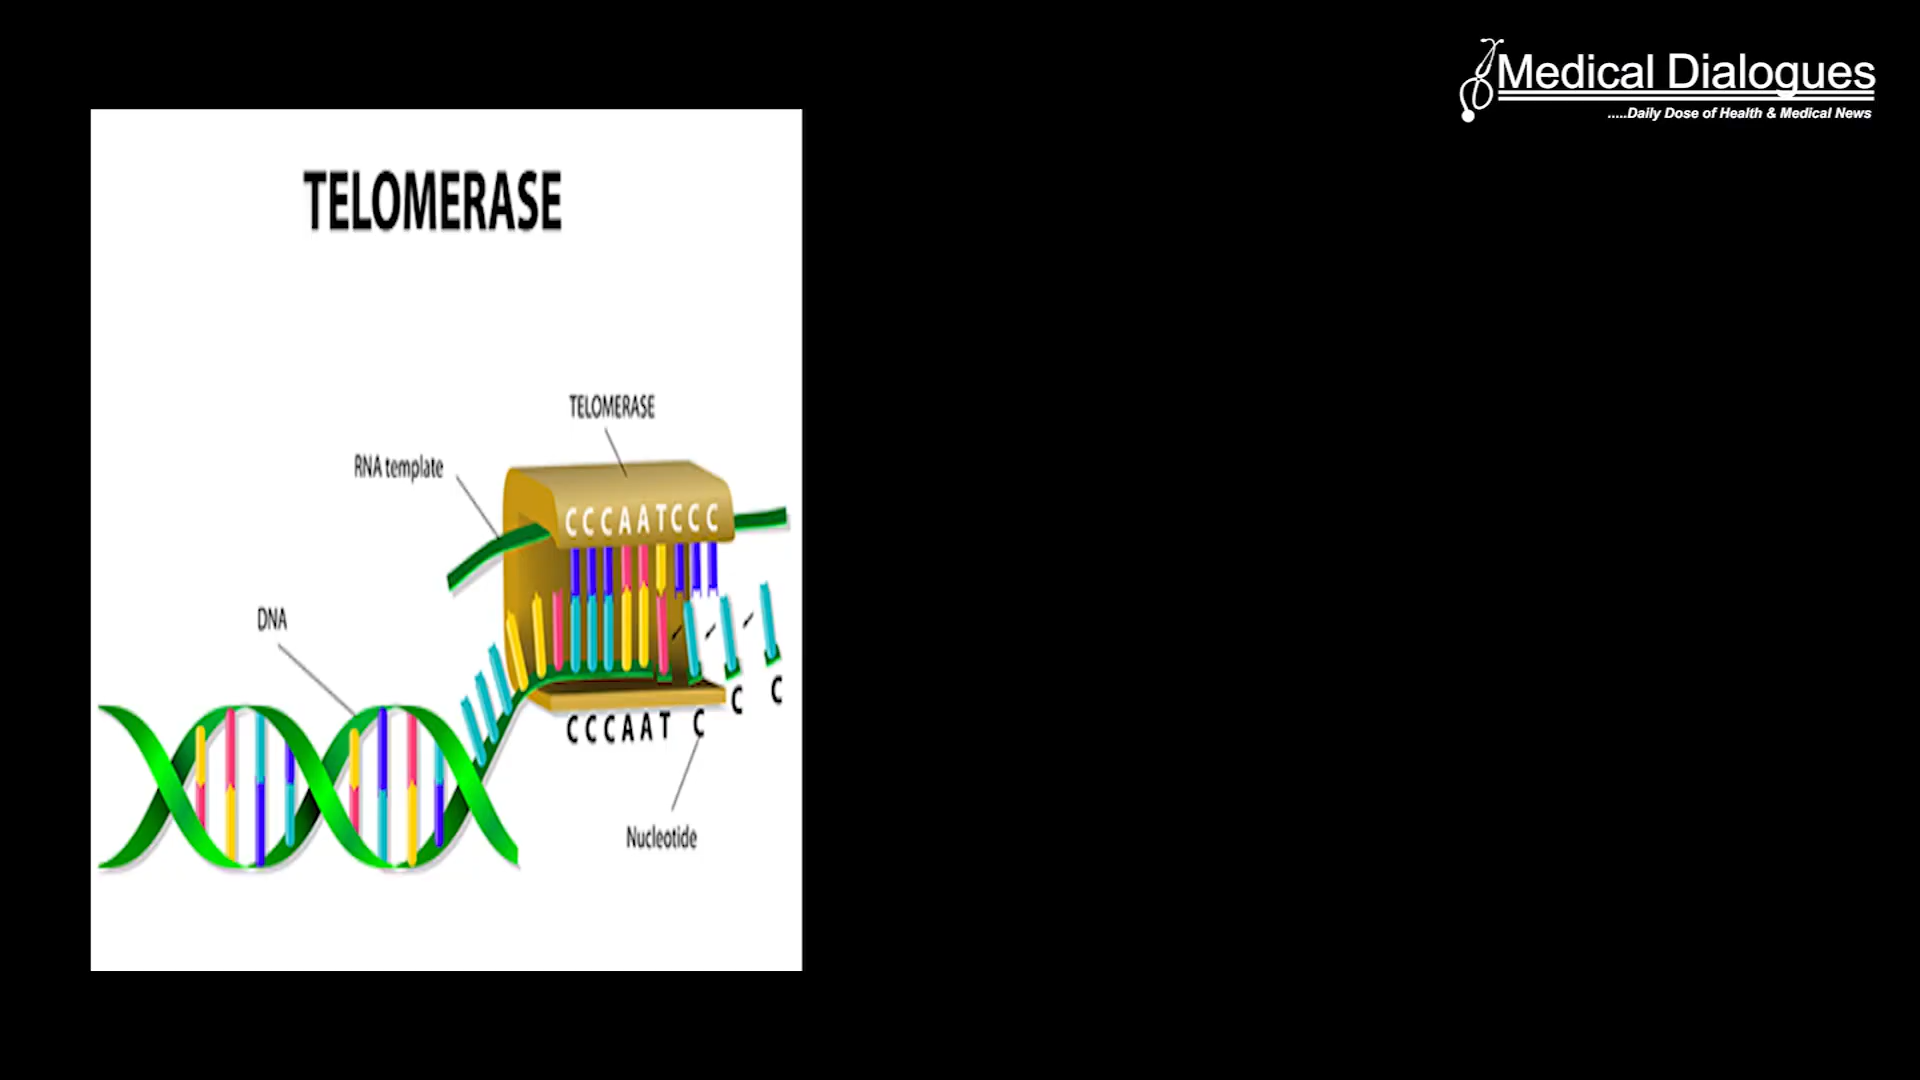 Medical Dialogues
.....Daily Dose of Health & Medical News
TELOMERASE
TELOMERASE
RNA template
CCCAATCCC
DNA
C
C
CCCAAT C
Nucleotide